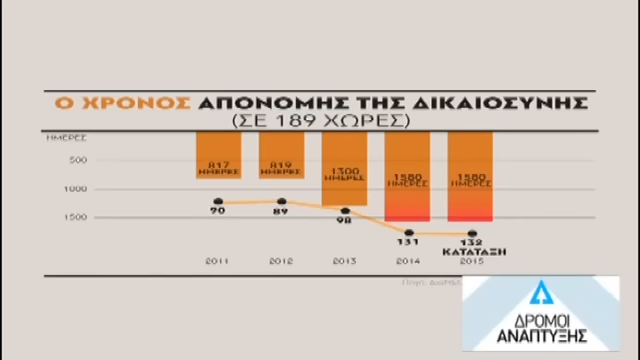 Ο ΧΡΟΝΟΣ ΑΠΟΝΟΜΗΣ ΤΗΣ ΔΙΚΑΙΟΣΥΝΗΣ
(ΣΕ 189 ΧΩΡΕΣ)
ΗΜΕΡΕΣ
817 ΗΜΕΡΕΣ
819 ΗΜΕΡΕΣ
1300 ΗΜΕΡΕΣ
1580 ΗΜΕΡΕΣ
1580 ΗΜΕΡΕΣ
500
1000
1500
90
89
98
131
132
ΚΑΤΑΤΑΞΗ
2011 2012 2013 2014 2015
ΔΡΟΜΟΙ
ΑΝΑΠΤΥΞΗΣ